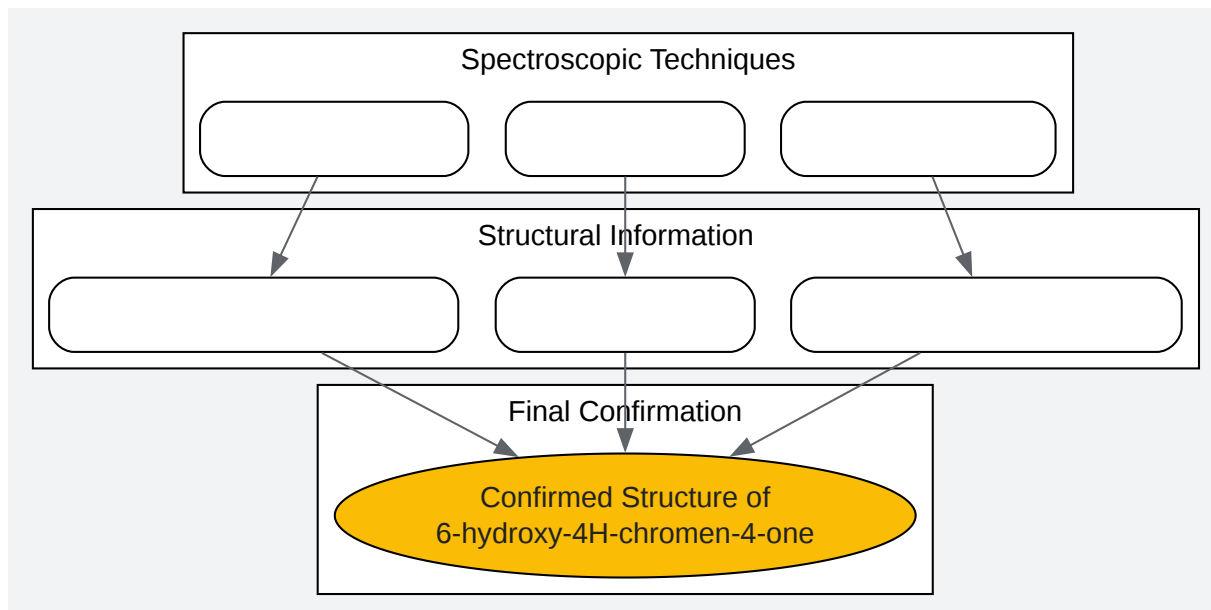 Spectroscopic Techniques
Structural Information
Final Confirmation
Confirmed Structure of
6-hydroxy-4H-chromen-4-one